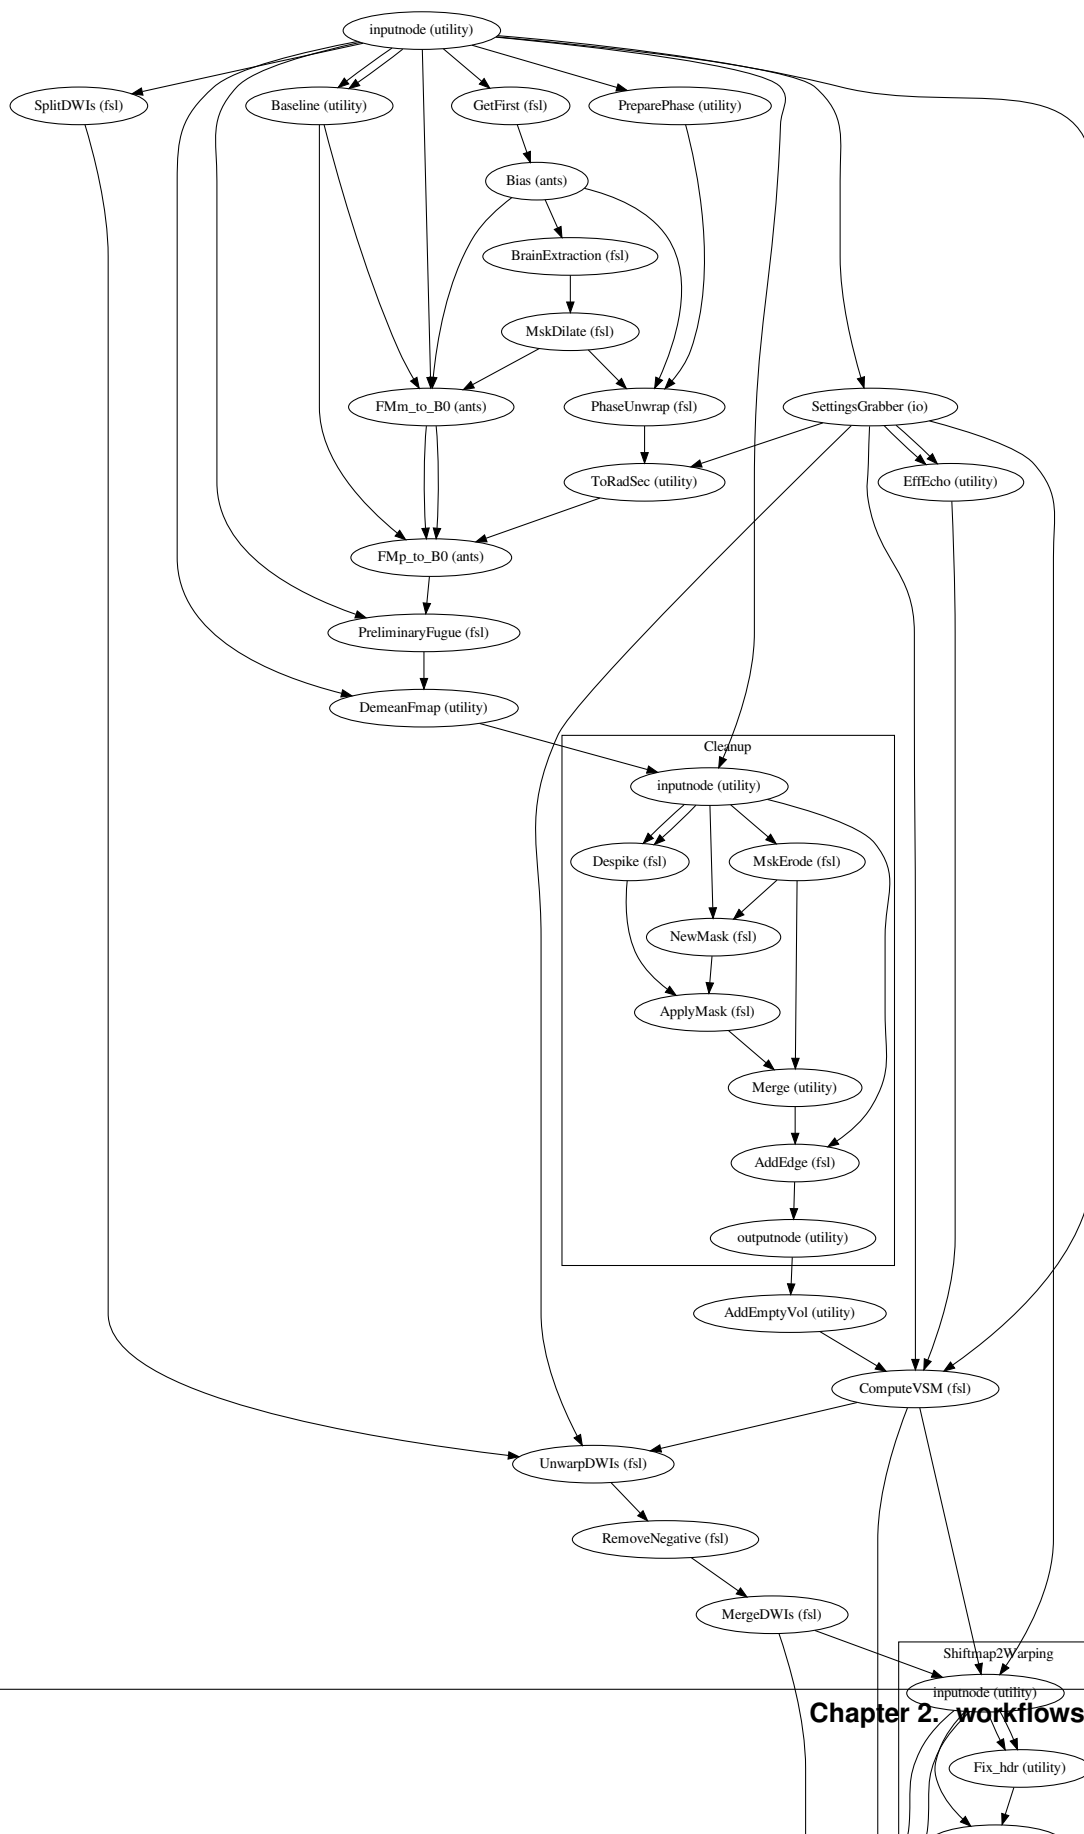 inputnode (utility)
SplitDWIs (fsl)
Baseline (utility)
GetFirst (fsl)
PreparePhase (utility)
Bias (ants)
BrainExtraction (fsl)
MskDilate (fsl)
FMm_to_B0 (ants)
PhaseUnwrap (fsl)
SettingsGrabber (io)
ToRadSec (utility)
EffEcho (utility)
FMp_to_B0 (ants)
PreliminaryFugue (fsl)
DemeanFmap (utility)
Cleanup
inputnode (utility)
Despike (fsl)
MskErode (fsl)
NewMask (fsl)
ApplyMask (fsl)
Merge (utility)
AddEdge (fsl)
outputnode (utility)
AddEmptyVol (utility)
ComputeVSM (fsl)
UnwarpDWIs (fsl)
RemoveNegative (fsl)
MergeDWIs (fsl)
Shiftmap2Warping
inputnode (utility)
Chapter 2. workflows
Fix_hdr (utility)